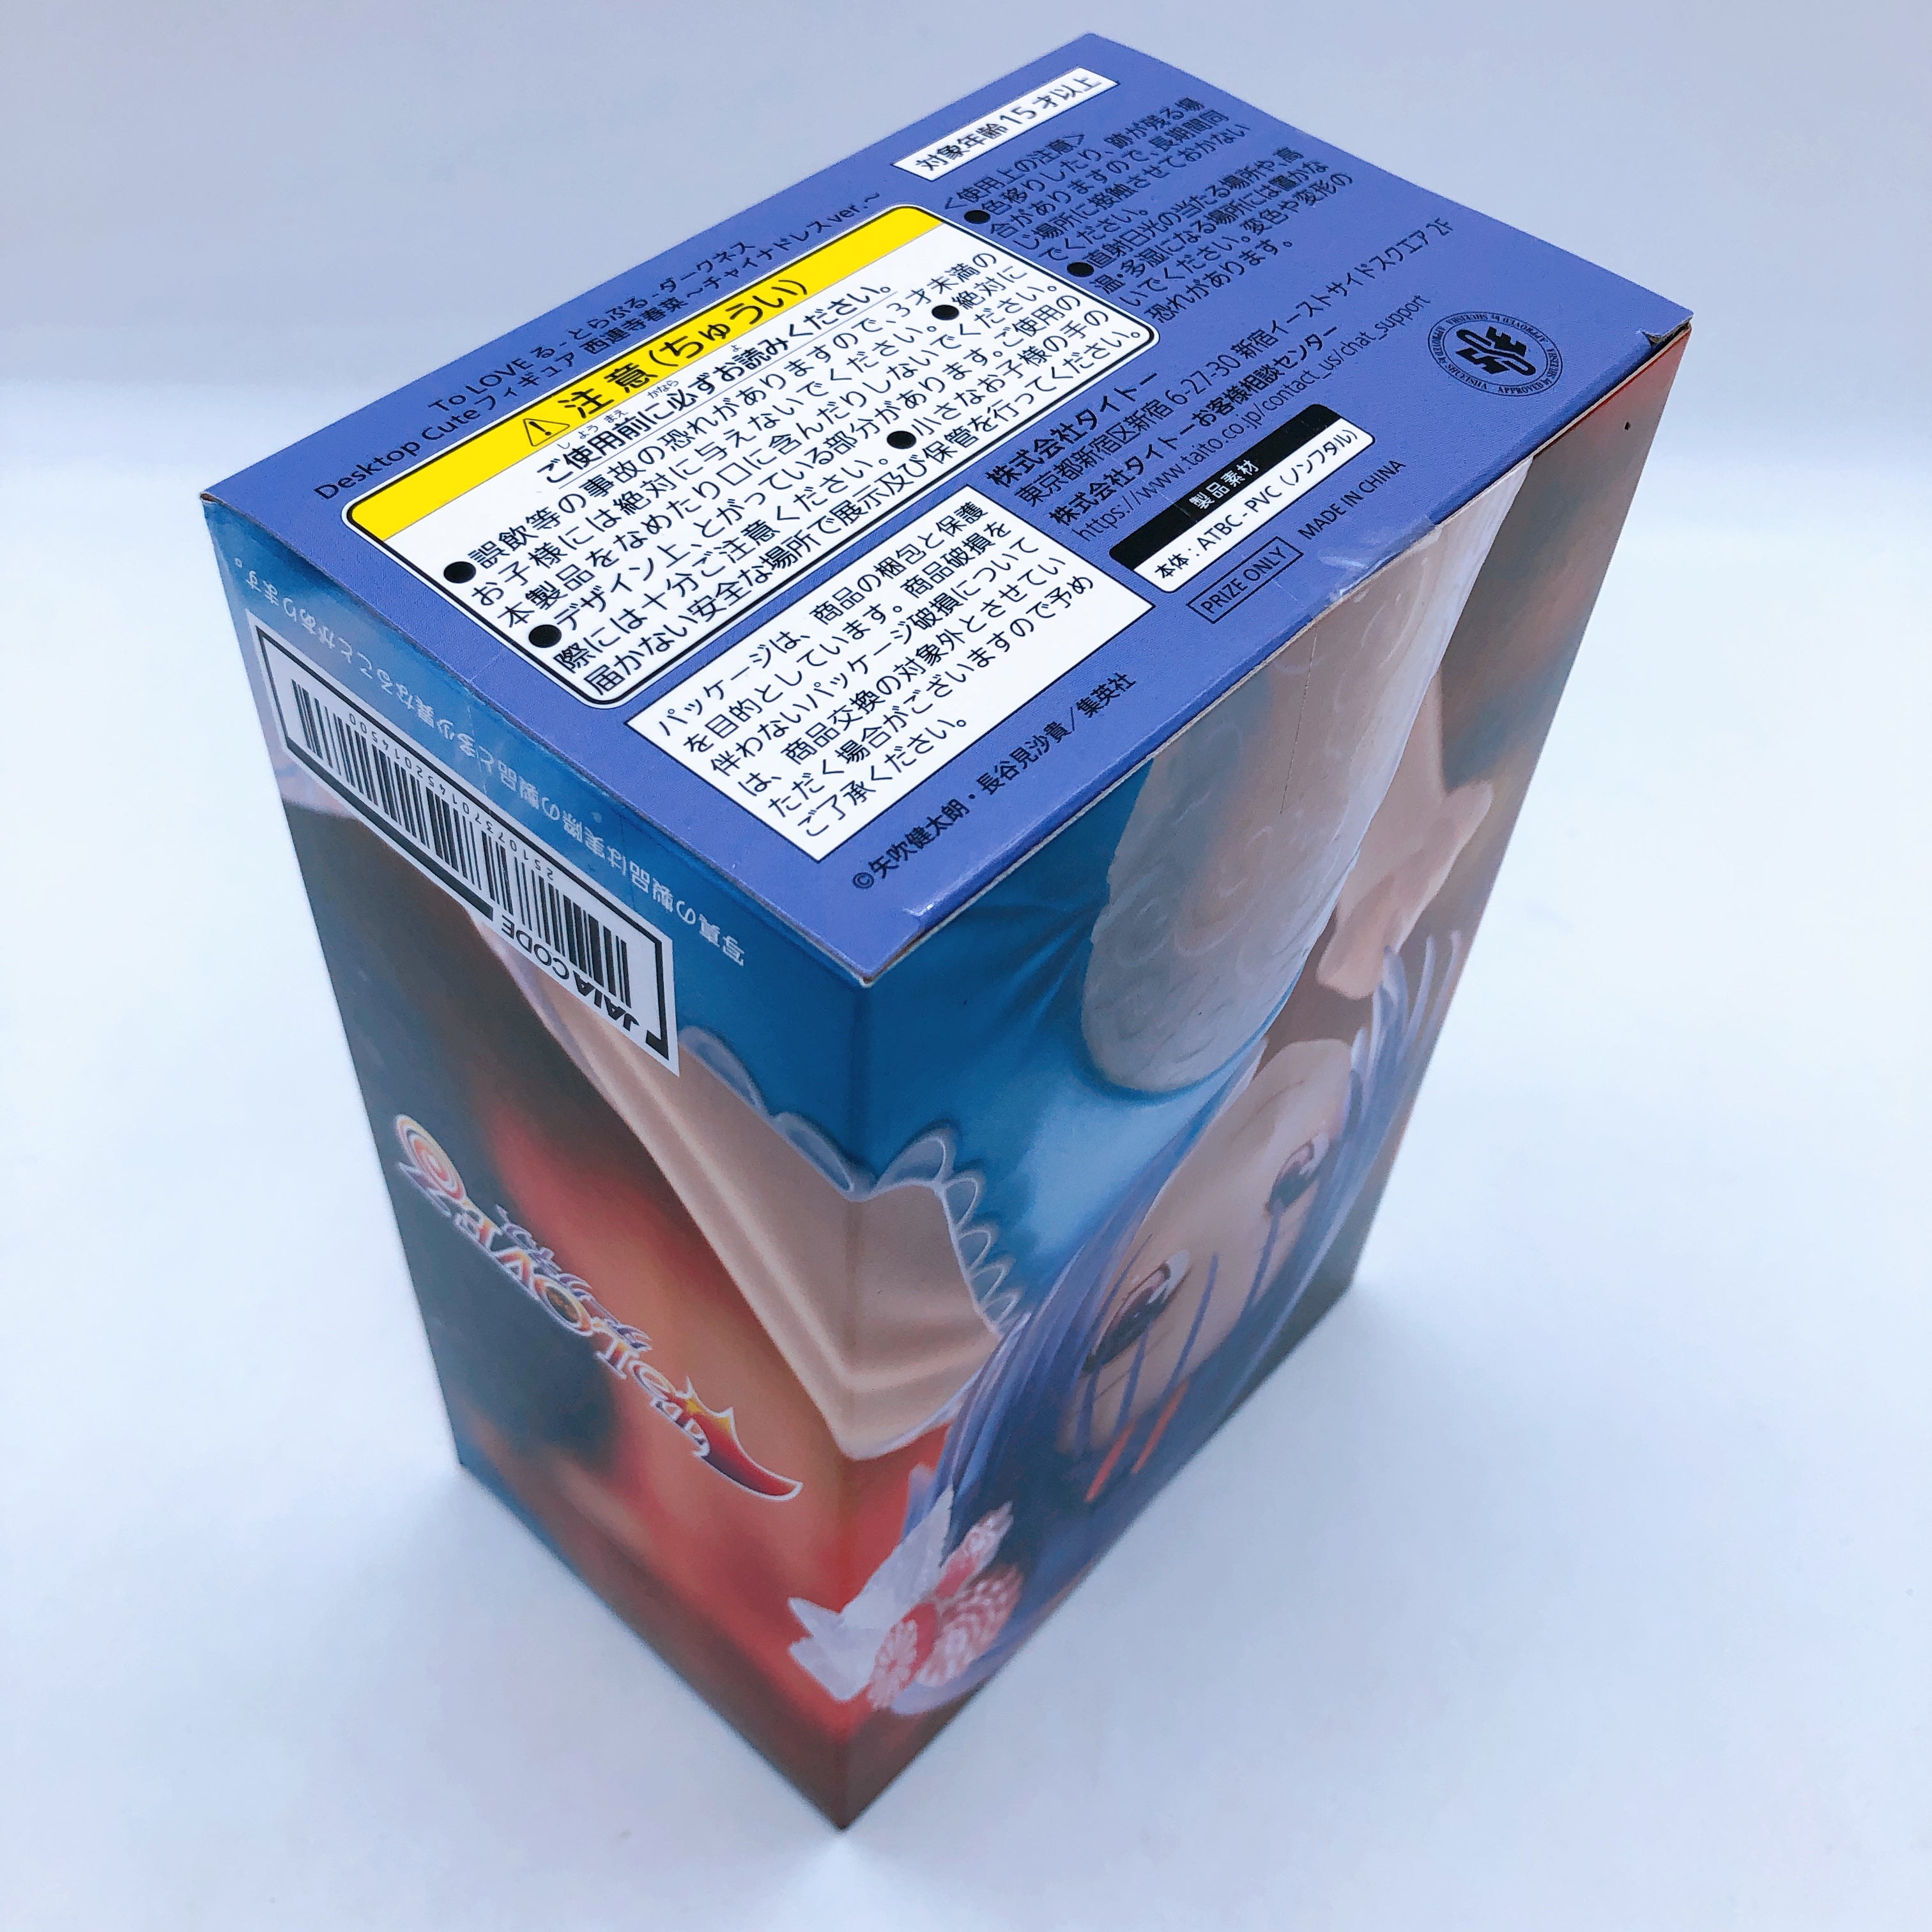 To LOVE る -とらぶる- ダークネス
Desktop Cuteフィギュア 西連寺春菜 ～チャイナドレスver.～
注意(ちゅうい)
ご使用前に必ずお読みください。
しよう まえ かなら よ
●誤飲等の事故の恐れがありますので、3才未満の
お子様には絶対に与えないでください。●絶対に
本製品をなめたり口に含んだりしないでください。
●デザイン上、とがっている部分があります。ご使用の
際には十分ご注意ください。●小さなお子様の手の
届かない安全な場所で展示及び保管を行ってください。
パッケージは、商品の梱包と保護
を目的としています。商品破損を
伴わないパッケージ破損について
は、商品交換の対象外とさせてい
ただく場合がございますので予め
ご了承ください。
©矢吹健太朗・長谷見沙貴／集英社
対象年齢15才以上
<使用上の注意>
●色移りしたり、跡が残る場
合がありますので、長期間同
じ場所に接触させておかない
でください。
●直射日光の当たる場所や、高
温・多湿になる場所には置かな
いでください。変色や変形の
恐れがあります。
株式会社タイトー
東京都新宿区新宿6-27-30 新宿イーストサイドスクエア 2F
株式会社タイトーお客様相談センター
https://www.taito.co.jp/contact_us/chat_support
製品素材
本体：ATBC-PVC（ノンフタル）
PRIZE ONLY
MADE IN CHINA
写真の製品は実際の製品と多少異なることがあります。
JAIA CODE
To LOVEる